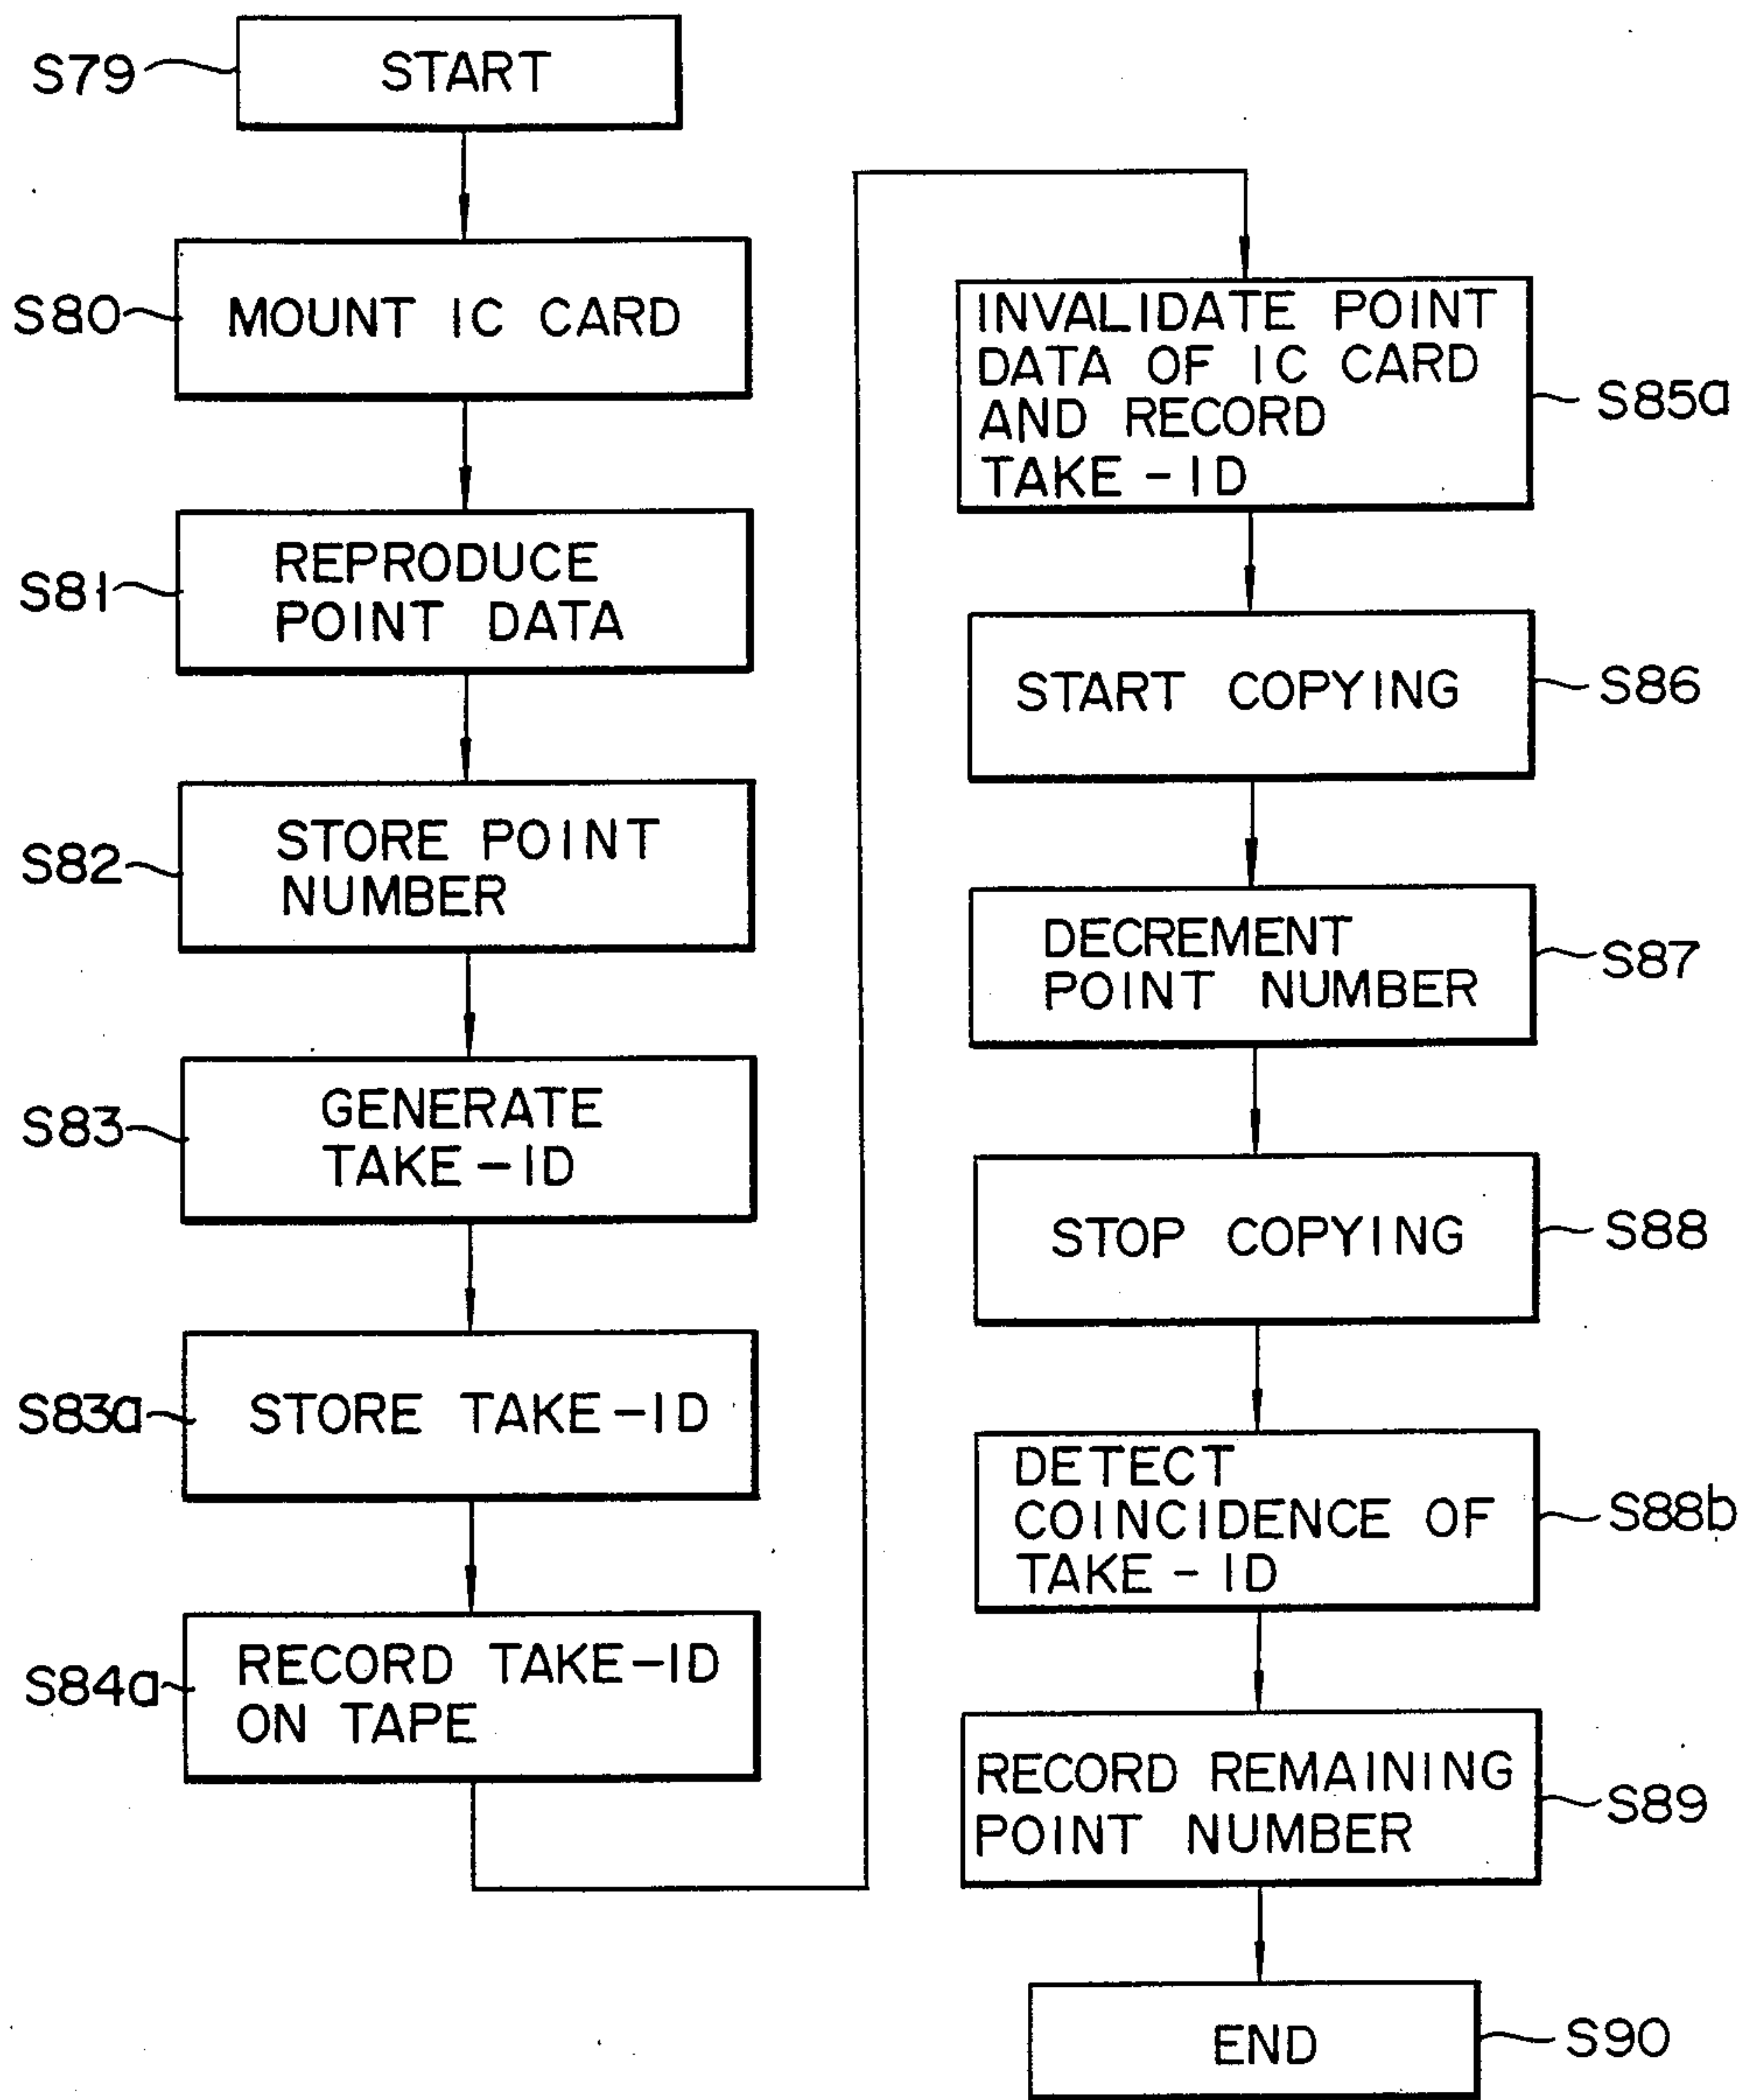 S79
START
S80
MOUNT IC CARD
S81
REPRODUCE
POINT DATA
S82
STORE POINT
NUMBER
S83
GENERATE
TAKE-ID
S83a
STORE TAKE-ID
S84a
RECORD TAKE-ID
ON TAPE
INVALIDATE POINT
DATA OF IC CARD
AND RECORD
TAKE-ID
S85a
START COPYING
S86
DECREMENT
POINT NUMBER
S87
STOP COPYING
S88
DETECT
COINCIDENCE OF
TAKE-ID
S88b
RECORD REMAINING
POINT NUMBER
S89
END
S90